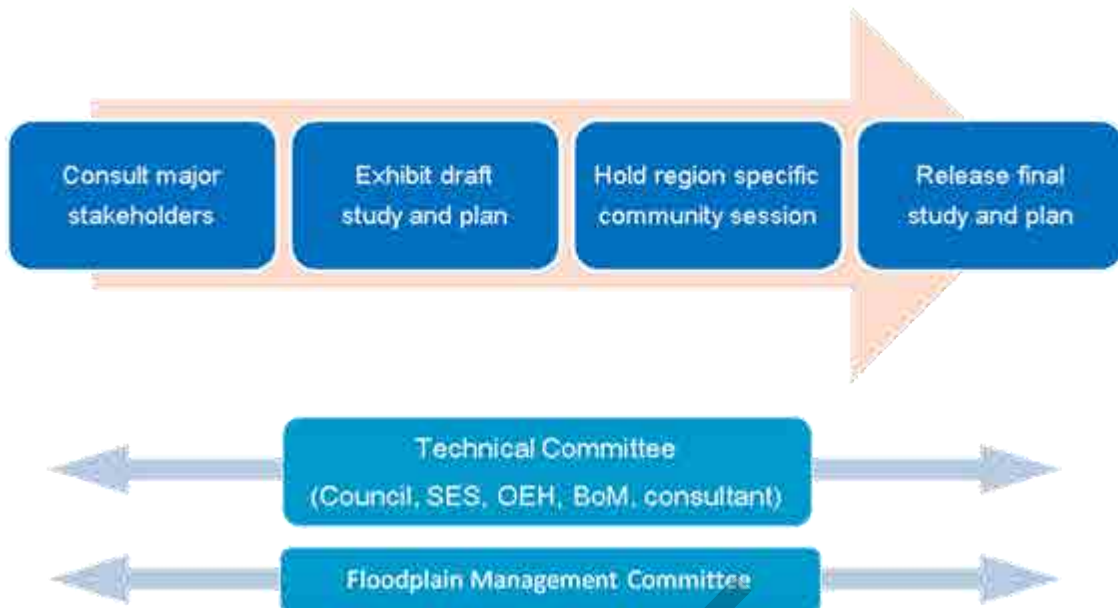 Consult major
stakeholders
Exhibit draft
study and plan
Hold region specific
community session
Release final
study and plan
Technical Committee
(Council, SES, OEH, BoM, consultant)
Floodplain Management Committee